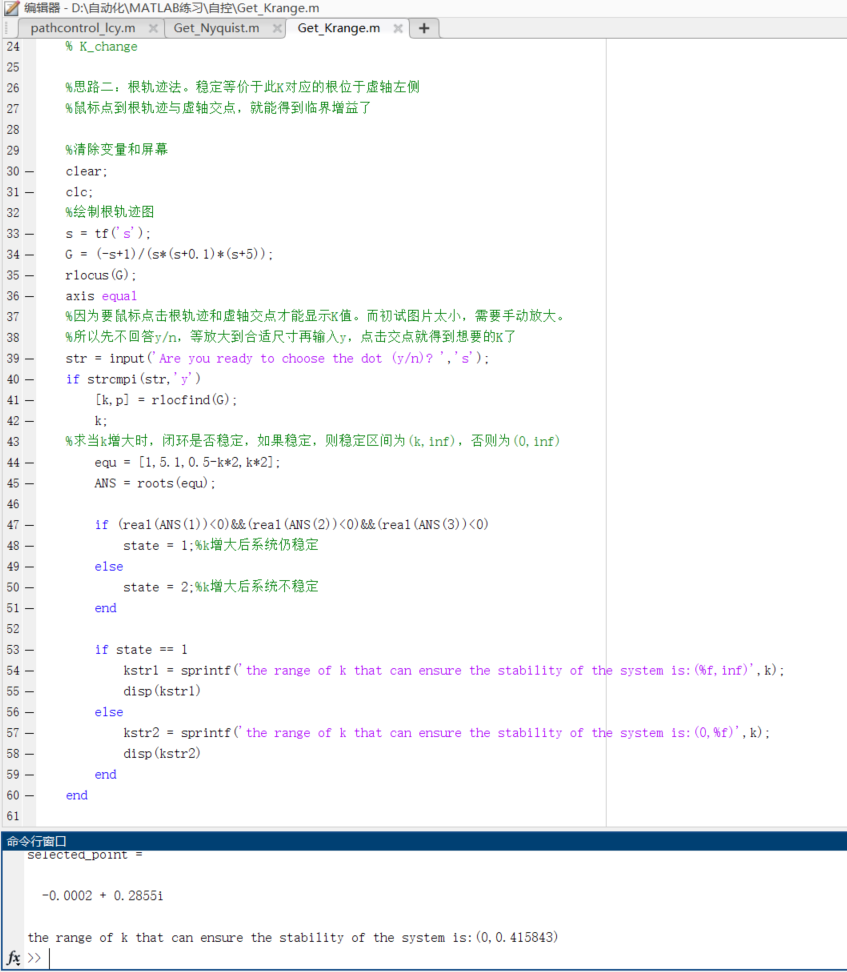 编辑器 - D:\自动化\MATLAB练习\自控\Get_Krange.m
pathcontrol_lcy.m × Get_Nyquist.m × Get_Krange.m × +
24 % K_change
25
26 %思路二：根轨迹法。稳定等价于此K对应的根位于虚轴左侧
27 %鼠标点到根轨迹与虚轴交点，就能得到临界增益了
28
29 %清除变量和屏幕
30 — clear;
31 — clc;
32 %绘制根轨迹图
33 — s = tf('s');
34 — G = (-s+1)/(s*(s+0.1)*(s+5));
35 — rlocus(G);
36 — axis equal
37 %因为要鼠标点击根轨迹和虚轴交点才能显示K值。而初试图片太小，需要手动放大。
38 %所以先不回答y/n，等放大到合适尺寸再输入y，点击交点就得到想要的K了
39 — str = input('Are you ready to choose the dot (y/n)? ','s');
40 — if strcmpi(str,'y')
41 — [k,p] = rlocfind(G);
42 — k;
43 %求当k增大时，闭环是否稳定，如果稳定，则稳定区间为(k,inf)，否则为(0,inf)
44 — equ = [1,5.1,0.5-k*2,k*2];
45 — ANS = roots(equ);
46
47 — if (real(ANS(1))<0)&&(real(ANS(2))<0)&&(real(ANS(3))<0)
48 — state = 1;%k增大后系统仍稳定
49 — else
50 — state = 2;%k增大后系统不稳定
51 — end
52
53 — if state == 1
54 — kstr1 = sprintf('the range of k that can ensure the stability of the system is:(%f,inf)',k);
55 — disp(kstr1)
56 — else
57 — kstr2 = sprintf('the range of k that can ensure the stability of the system is:(0,%f)',k);
58 — disp(kstr2)
59 — end
60 — end
61
命令行窗口
selected_point =
-0.0002 + 0.2855i
the range of k that can ensure the stability of the system is:(0,0.415843)
fx >>